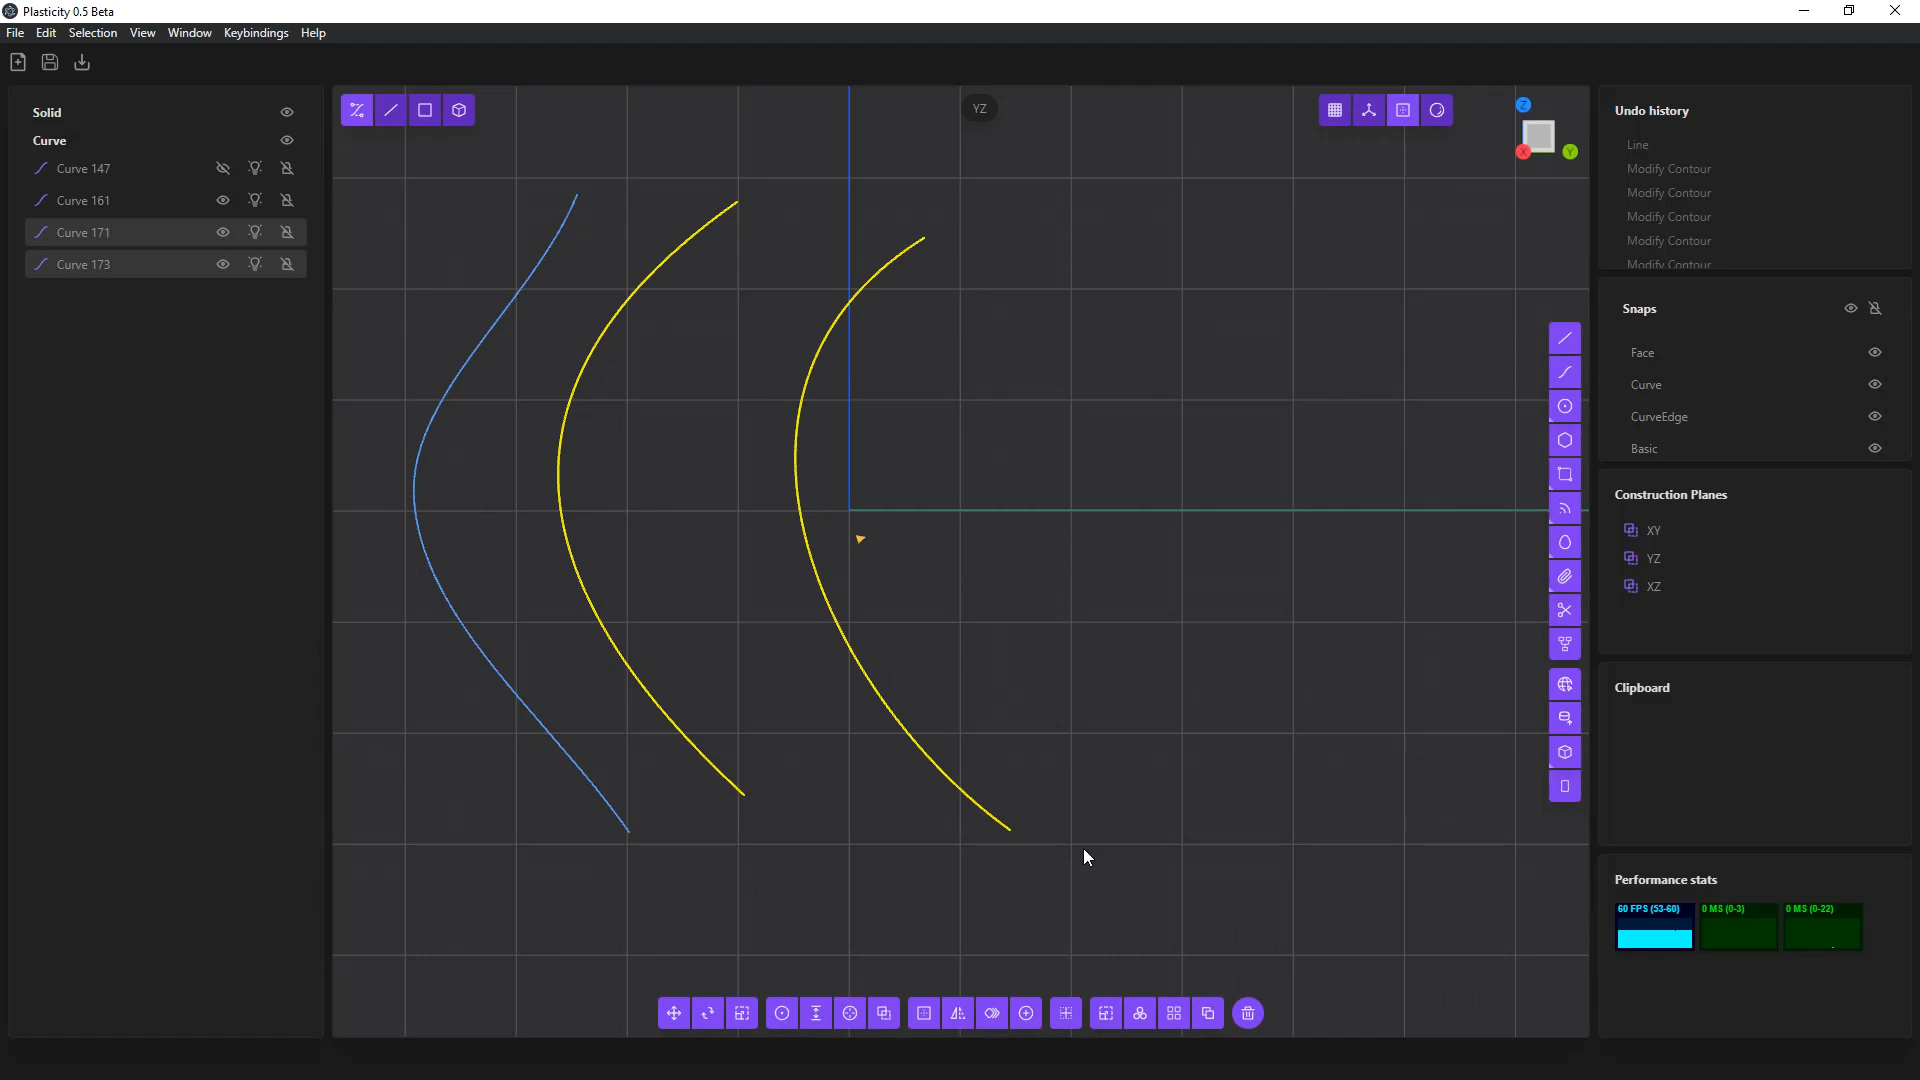 Plasticity 0.5 Beta
File Edit Selection View Window Keybindings Help
Solid
Curve
Curve 147
Curve 161
Curve 171
Curve 173
YZ
Z
X
Y
Undo history
Line
Modify Contour
Modify Contour
Modify Contour
Modify Contour
Modify Contour
Snaps
Face
Curve
CurveEdge
Basic
Construction Planes
XY
YZ
XZ
Clipboard
Performance stats
60 FPS (53-60) 0 MS (0-3) 0 MS (0-22)